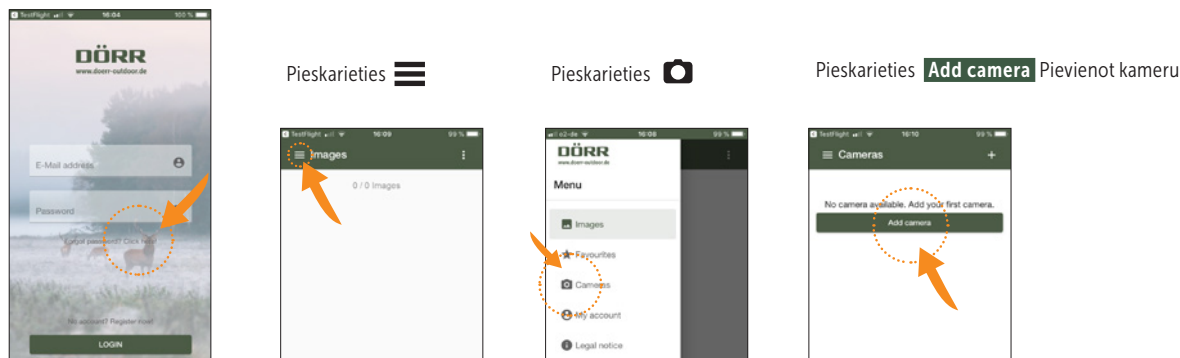 TestFlight 16:04 100 %
DÖRR
www.doerr-outdoor.de
E-Mail address
Password
Forgot password? Click here!
No account? Register now!
LOGIN
Pieskarieties
TestFlight 16:09 99 %
Images
0 / 0 Images
Pieskarieties
o2-de 16:09 99 %
DÖRR
www.doerr-outdoor.de
Menu
Images
Favourites
Cameras
My account
Legal notice
Pieskarieties Add camera Pievienot kameru
TestFlight 16:10 99 %
Cameras
No camera available. Add your first camera.
Add camera